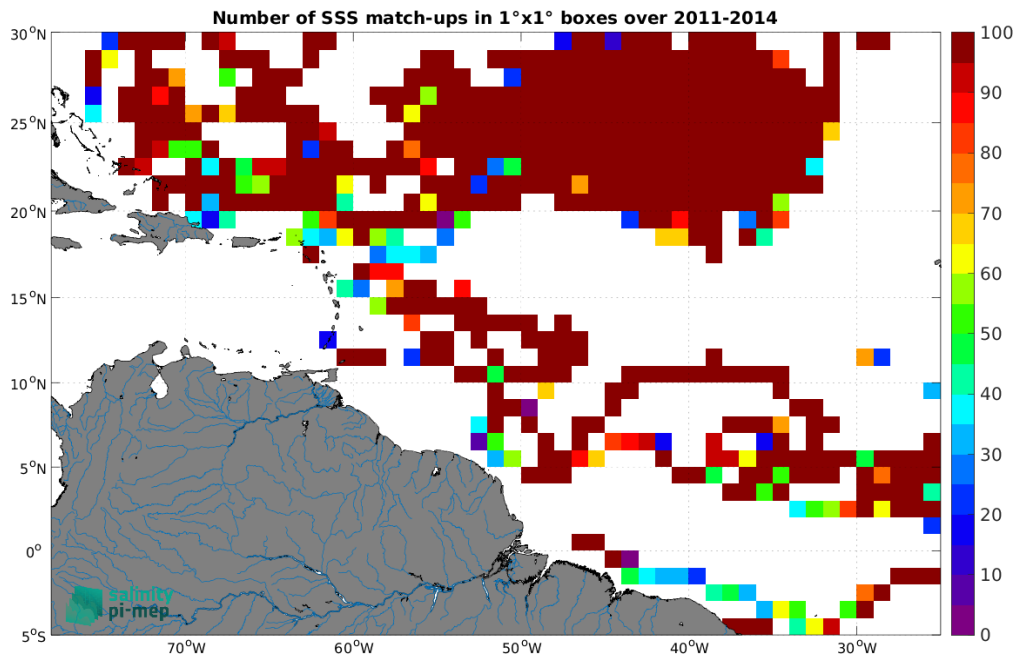 Number of SSS match-ups in 1°x1° boxes over 2011-2014
30°N
25°N
20°N
15°N
10°N
5°N
0°
5°S
70°W
60°W
50°W
40°W
30°W
100
90
80
70
60
50
40
30
20
10
0
salinity
pi-mep